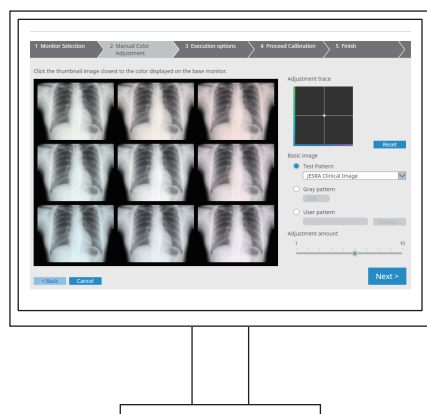 1 Monitor Selection
2 Manual Color
Adjustment
3 Execution options
4 Proceed Calibration
5 Finish
Click the thumbnail image closest to the color displayed on the base monitor.
Adjustment trace
Reset
Basic image
Test Pattern
JESRA Clinical Image
Gray pattern
User pattern
Change...
Adjustment amount
1
10
< Back
Cancel
Next >